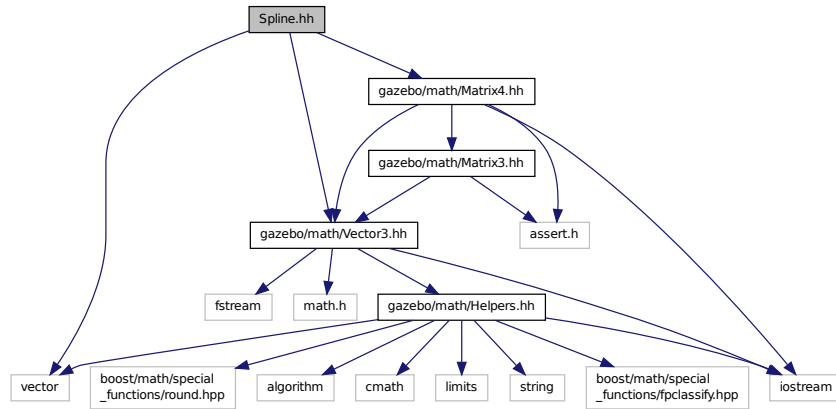 Spline.hh
gazebo/math/Matrix4.hh
gazebo/math/Matrix3.hh
gazebo/math/Vector3.hh
assert.h
fstream
math.h
gazebo/math/Helpers.hh
vector
boost/math/special
_functions/round.hpp
algorithm
cmath
limits
string
boost/math/special
_functions/fpclassify.hpp
iostream